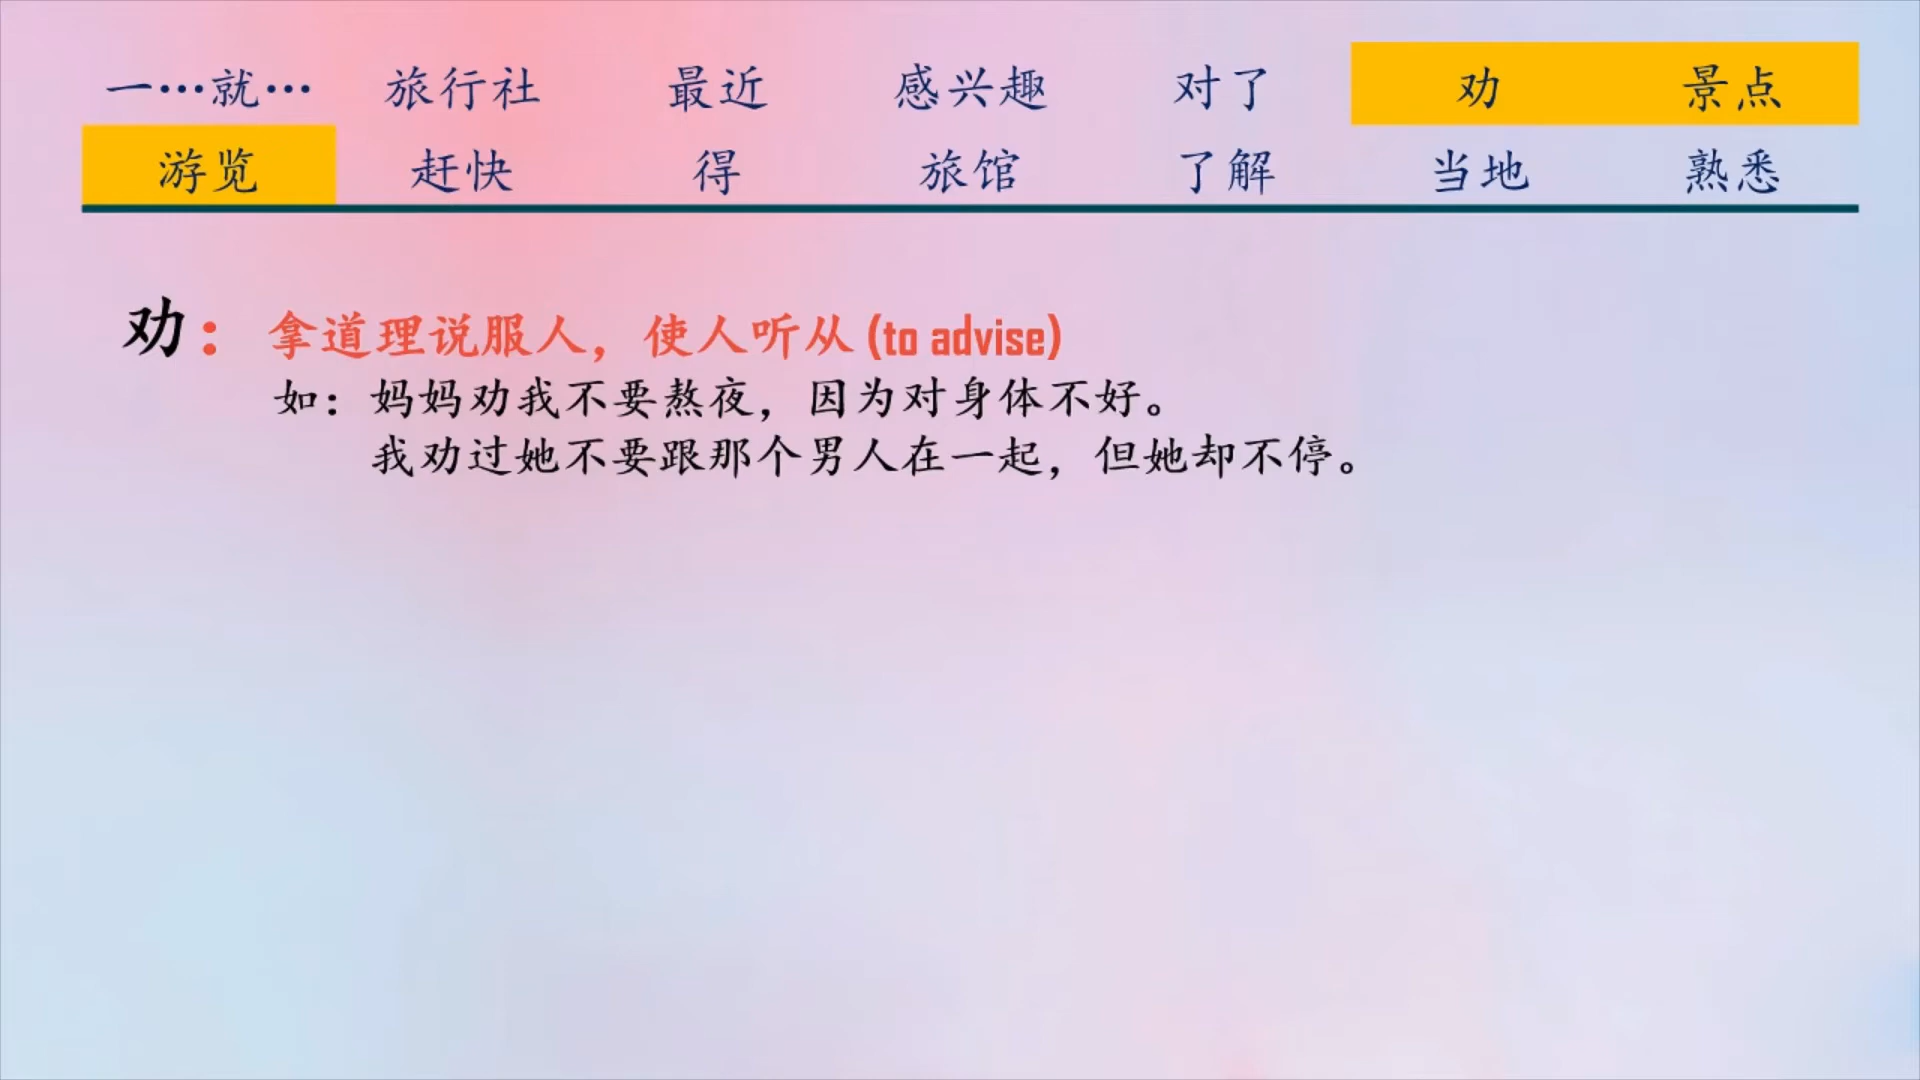 一…就… 旅行社 最近 感兴趣 对了 劝 景点
游览 赶快 得 旅馆 了解 当地 熟悉
劝：拿道理说服人，使人听从 (to advise)
如：妈妈劝我不要熬夜，因为对身体不好。
我劝过她不要跟那个男人在一起，但她却不停。